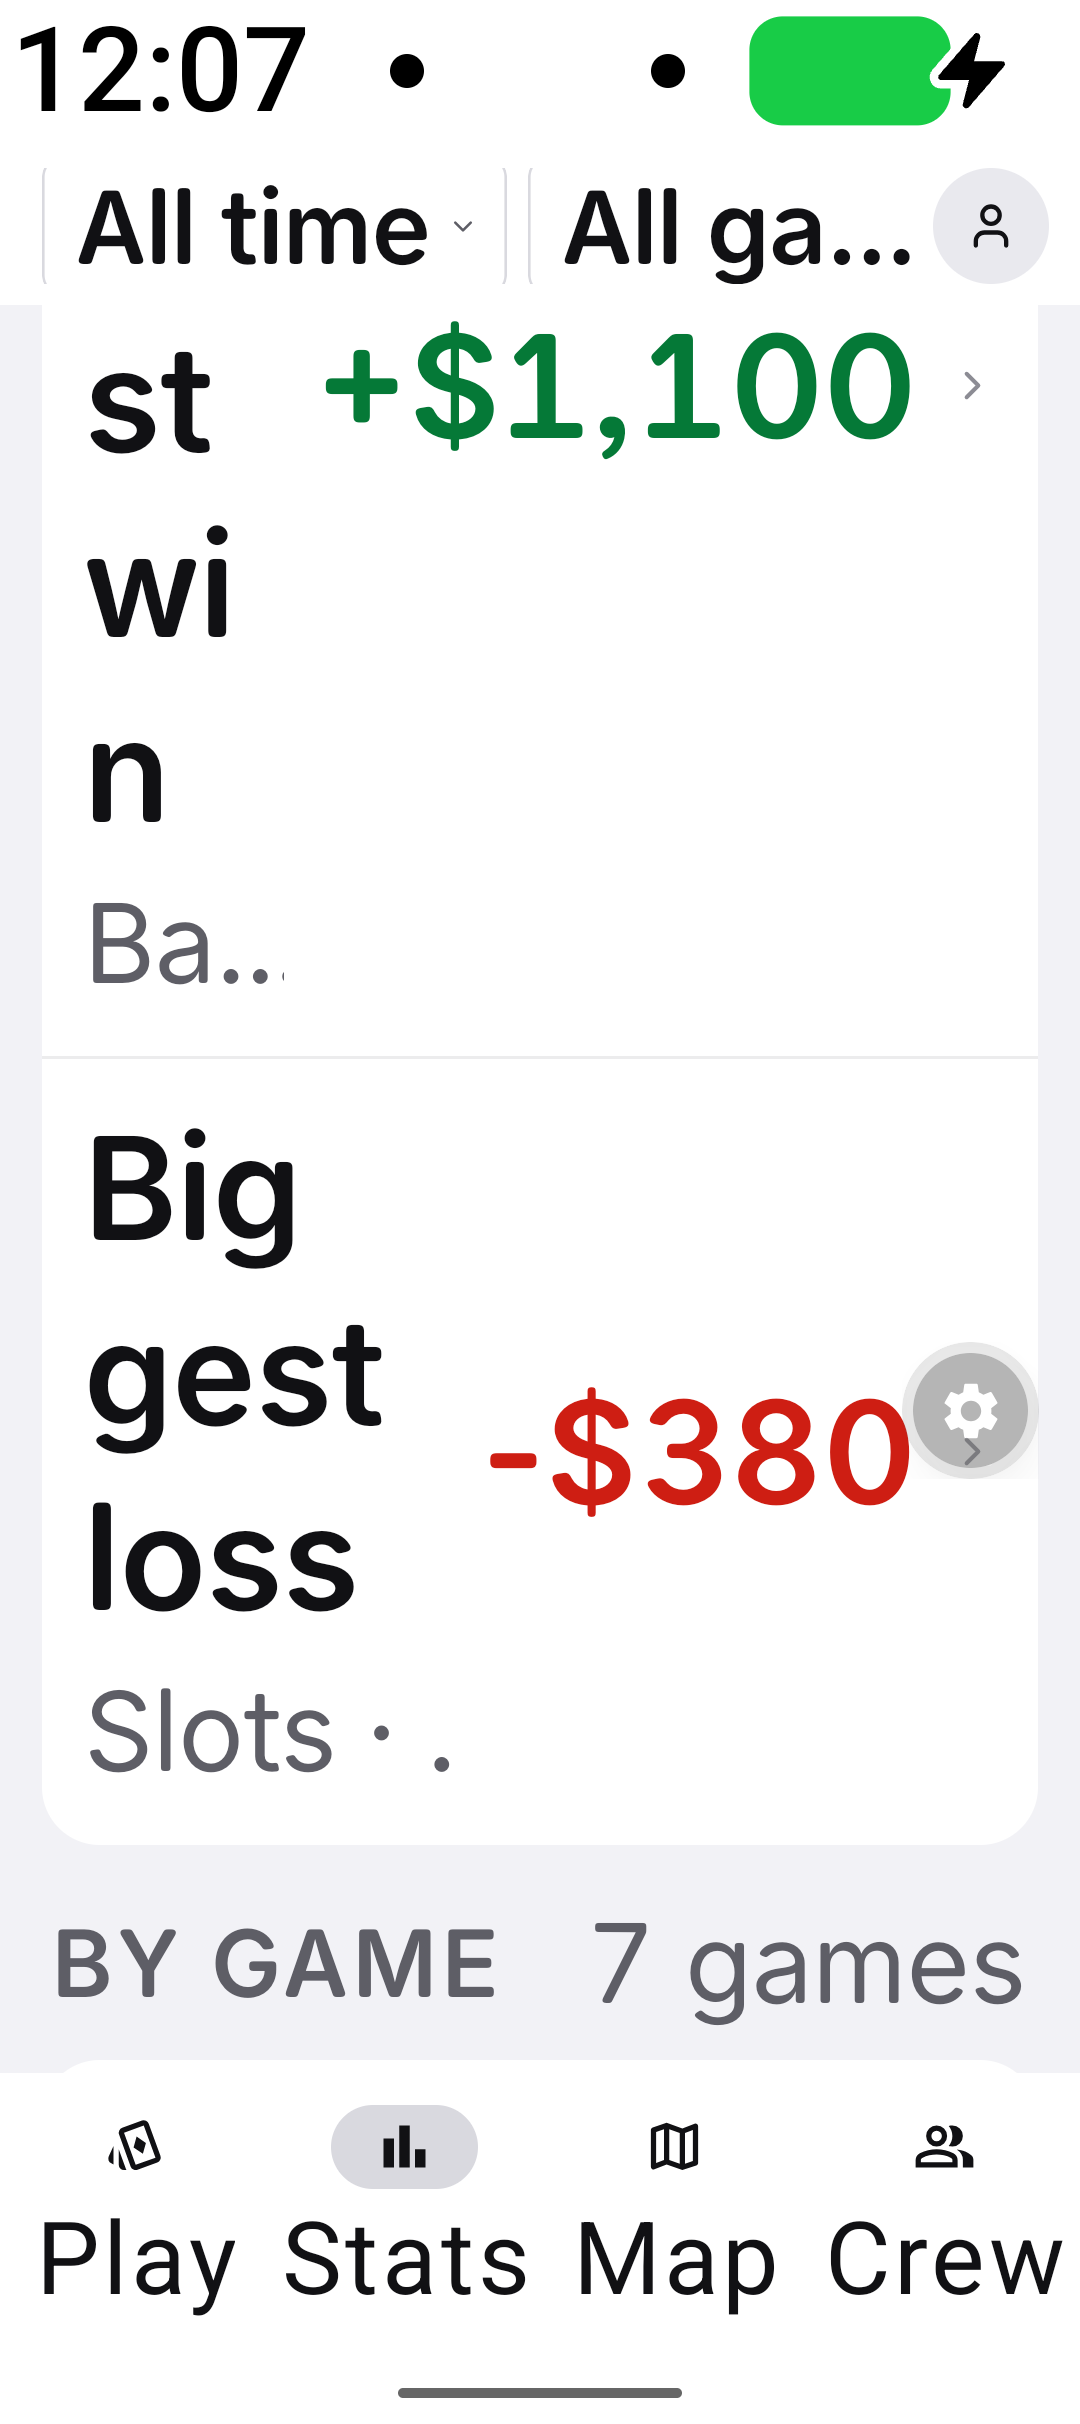 12:07
All time
All ga...
st
+$1,100
wi
n
Ba...
Big
gest
-$380
loss
Slots · .
BY GAME
7 games
Play
Stats
Map
Crew